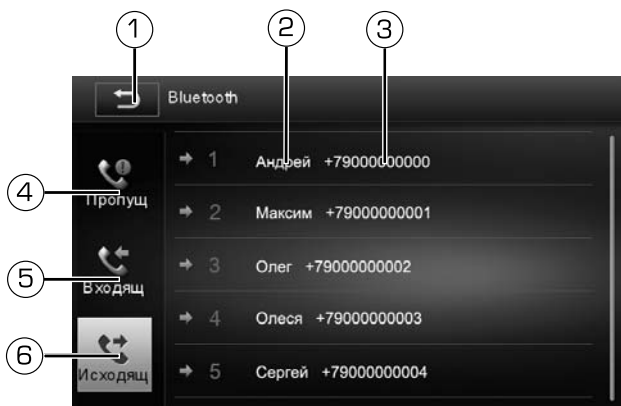 1 2 3
Bluetooth
1 Андрей +79000000000
4 Пропущ
2 Максим +79000000001
5 Входящ
3 Олег +79000000002
4 Олеся +79000000003
6 Исходящ
5 Сергей +79000000004